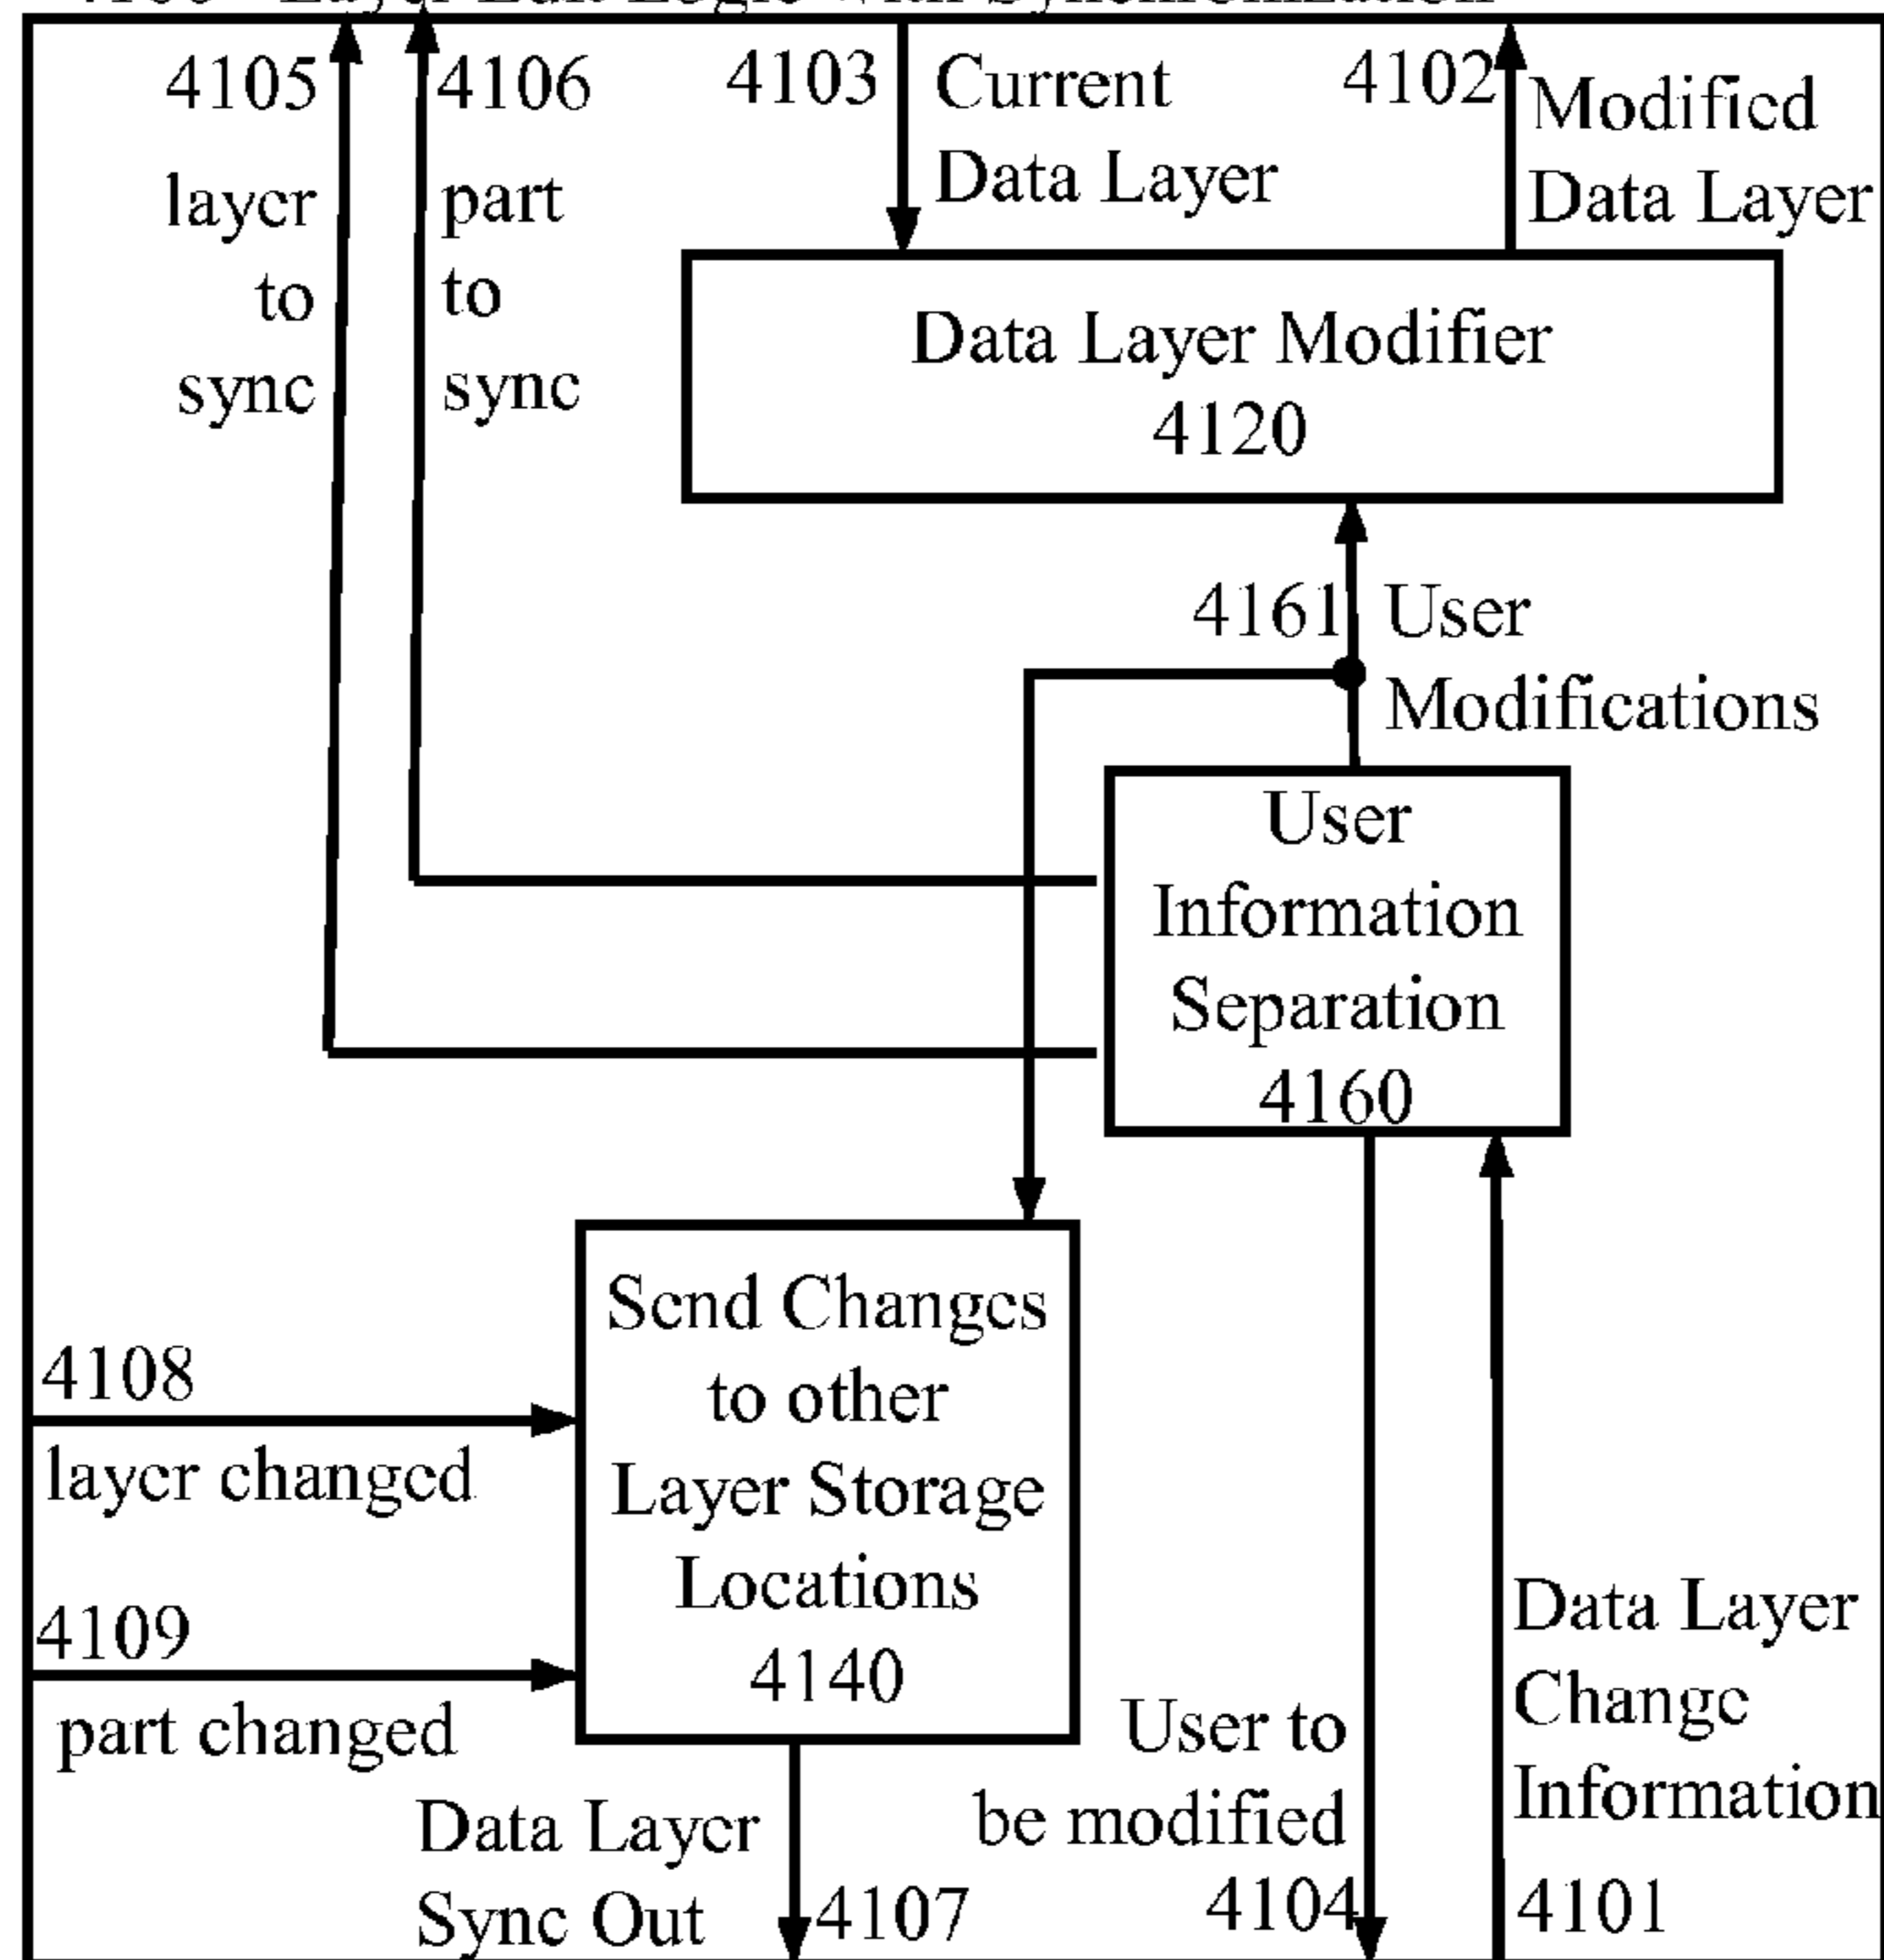 4105
layer
to
sync
4106
part
to
sync
4103
Current
Data Layer
4102
Modified
Data Layer
Data Layer Modifier
4120
4161
User
Modifications
User
Information
Separation
4160
Send Changes
to other
Layer Storage
Locations
4140
4108
layer changed
4109
part changed
Data Layer
Sync Out
4107
User to
be modified
4104
Data Layer
Change
Information
4101